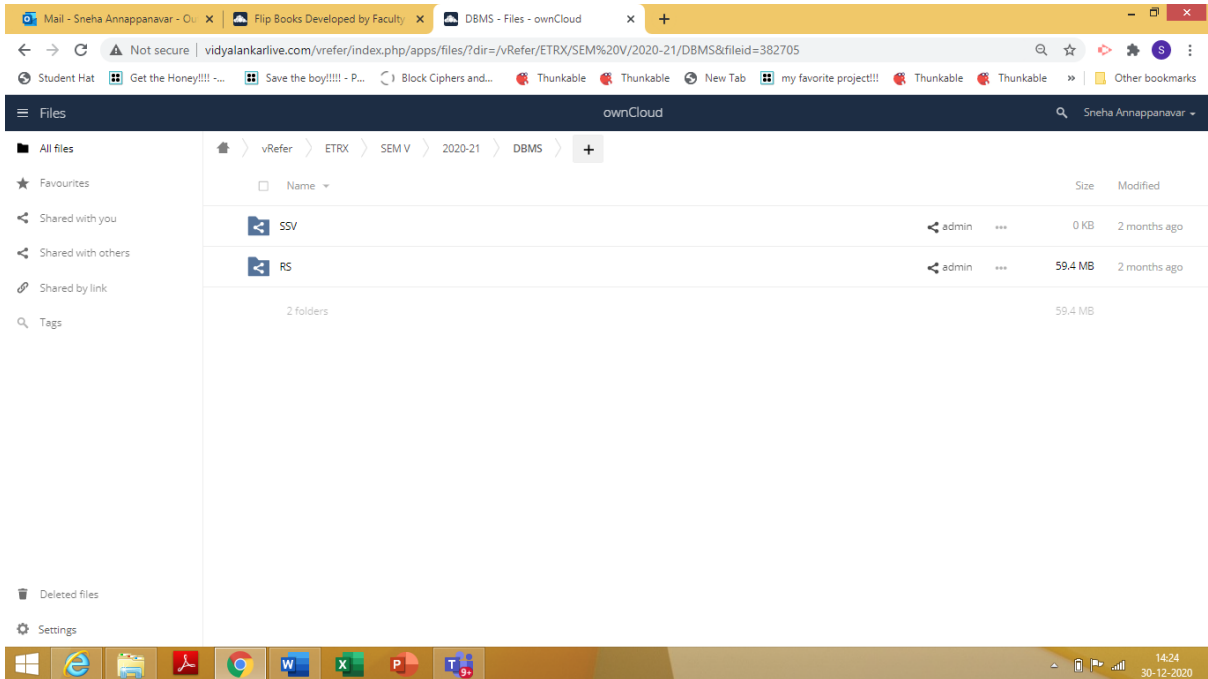 Mail - Sneha Annappanavar - Ou
Flip Books Developed by Faculty
DBMS - Files - ownCloud
Not secure | vidyalankarlive.com/vrefer/index.php/apps/files/?dir=/vRefer/ETRX/SEM%20V/2020-21/DBMS&fileid=382705
S
Student Hat Get the Honey!!!! -... Save the boy!!!!! - P... Block Ciphers and... Thunkable Thunkable New Tab my favorite project!!! Thunkable Thunkable » Other bookmarks
Files ownCloud Sneha Annappanavar
All files vRefer ETRX SEM V 2020-21 DBMS +
Favourites
Name Size Modified
Shared with you
SSV admin ... 0 KB 2 months ago
Shared with others
RS admin ... 59.4 MB 2 months ago
Shared by link
2 folders 59.4 MB
Tags
Deleted files
Settings
9+
14:24
30-12-2020